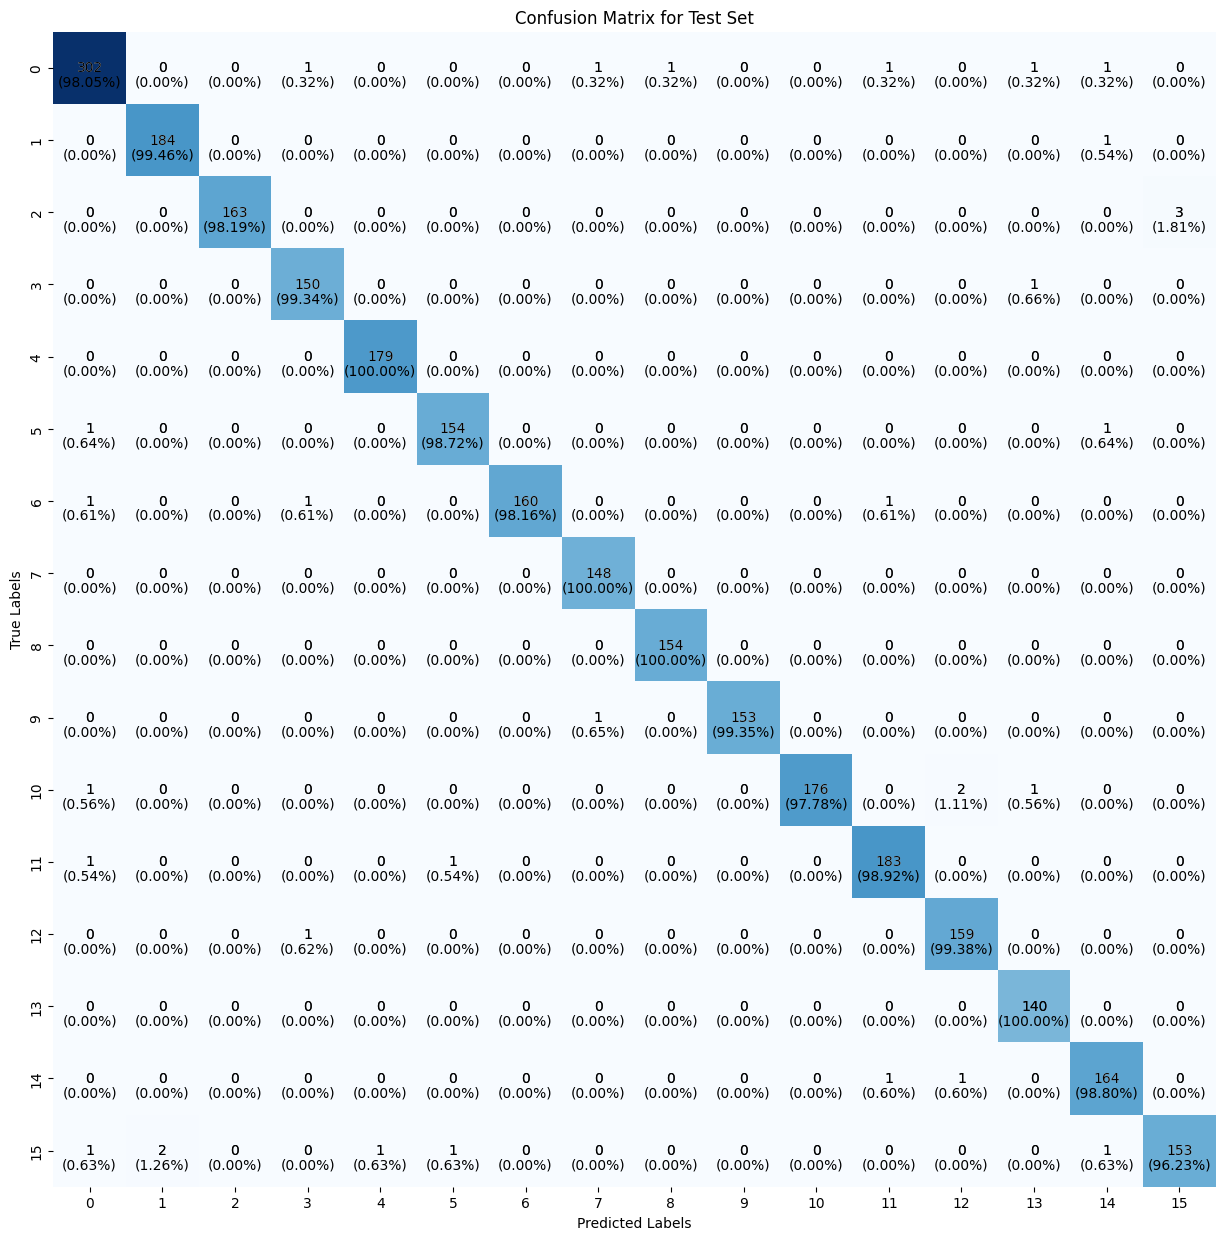 Confusion Matrix for Test Set
0 302 0 0 1 0 0 0 1 1 0 0 1 0 1 1 0
(98.05%) (0.00%) (0.00%) (0.32%) (0.00%) (0.00%) (0.00%) (0.32%) (0.32%) (0.00%) (0.00%) (0.32%) (0.00%) (0.32%) (0.32%) (0.00%)
1 0 184 0 0 0 0 0 0 0 0 0 0 0 0 1 0
(0.00%) (99.46%) (0.00%) (0.00%) (0.00%) (0.00%) (0.00%) (0.00%) (0.00%) (0.00%) (0.00%) (0.00%) (0.00%) (0.00%) (0.54%) (0.00%)
2 0 0 163 0 0 0 0 0 0 0 0 0 0 0 0 3
(0.00%) (0.00%) (98.19%) (0.00%) (0.00%) (0.00%) (0.00%) (0.00%) (0.00%) (0.00%) (0.00%) (0.00%) (0.00%) (0.00%) (0.00%) (1.81%)
3 0 0 0 150 0 0 0 0 0 0 0 0 0 1 0 0
(0.00%) (0.00%) (0.00%) (99.34%) (0.00%) (0.00%) (0.00%) (0.00%) (0.00%) (0.00%) (0.00%) (0.00%) (0.00%) (0.66%) (0.00%) (0.00%)
4 0 0 0 0 179 0 0 0 0 0 0 0 0 0 0 0
(0.00%) (0.00%) (0.00%) (0.00%) (100.00%) (0.00%) (0.00%) (0.00%) (0.00%) (0.00%) (0.00%) (0.00%) (0.00%) (0.00%) (0.00%) (0.00%)
5 1 0 0 0 0 154 0 0 0 0 0 0 0 0 1 0
(0.64%) (0.00%) (0.00%) (0.00%) (0.00%) (98.72%) (0.00%) (0.00%) (0.00%) (0.00%) (0.00%) (0.00%) (0.00%) (0.00%) (0.64%) (0.00%)
6 1 0 0 1 0 0 160 0 0 0 0 1 0 0 0 0
(0.61%) (0.00%) (0.00%) (0.61%) (0.00%) (0.00%) (98.16%) (0.00%) (0.00%) (0.00%) (0.00%) (0.61%) (0.00%) (0.00%) (0.00%) (0.00%)
7 0 0 0 0 0 0 0 148 0 0 0 0 0 0 0 0
(0.00%) (0.00%) (0.00%) (0.00%) (0.00%) (0.00%) (0.00%) (100.00%) (0.00%) (0.00%) (0.00%) (0.00%) (0.00%) (0.00%) (0.00%) (0.00%)
True Labels
8 0 0 0 0 0 0 0 0 154 0 0 0 0 0 0 0
(0.00%) (0.00%) (0.00%) (0.00%) (0.00%) (0.00%) (0.00%) (0.00%) (100.00%) (0.00%) (0.00%) (0.00%) (0.00%) (0.00%) (0.00%) (0.00%)
9 0 0 0 0 0 0 0 1 0 153 0 0 0 0 0 0
(0.00%) (0.00%) (0.00%) (0.00%) (0.00%) (0.00%) (0.00%) (0.65%) (0.00%) (99.35%) (0.00%) (0.00%) (0.00%) (0.00%) (0.00%) (0.00%)
10 1 0 0 0 0 0 0 0 0 0 176 0 2 1 0 0
(0.56%) (0.00%) (0.00%) (0.00%) (0.00%) (0.00%) (0.00%) (0.00%) (0.00%) (0.00%) (97.78%) (0.00%) (1.11%) (0.56%) (0.00%) (0.00%)
11 1 0 0 0 0 1 0 0 0 0 0 183 0 0 0 0
(0.54%) (0.00%) (0.00%) (0.00%) (0.00%) (0.54%) (0.00%) (0.00%) (0.00%) (0.00%) (0.00%) (98.92%) (0.00%) (0.00%) (0.00%) (0.00%)
12 0 0 0 1 0 0 0 0 0 0 0 0 159 0 0 0
(0.00%) (0.00%) (0.00%) (0.62%) (0.00%) (0.00%) (0.00%) (0.00%) (0.00%) (0.00%) (0.00%) (0.00%) (99.38%) (0.00%) (0.00%) (0.00%)
13 0 0 0 0 0 0 0 0 0 0 0 0 0 140 0 0
(0.00%) (0.00%) (0.00%) (0.00%) (0.00%) (0.00%) (0.00%) (0.00%) (0.00%) (0.00%) (0.00%) (0.00%) (0.00%) (100.00%) (0.00%) (0.00%)
14 0 0 0 0 0 0 0 0 0 0 0 1 1 0 164 0
(0.00%) (0.00%) (0.00%) (0.00%) (0.00%) (0.00%) (0.00%) (0.00%) (0.00%) (0.00%) (0.00%) (0.60%) (0.60%) (0.00%) (98.80%) (0.00%)
15 1 2 0 0 1 1 0 0 0 0 0 0 0 0 1 153
(0.63%) (1.26%) (0.00%) (0.00%) (0.63%) (0.63%) (0.00%) (0.00%) (0.00%) (0.00%) (0.00%) (0.00%) (0.00%) (0.00%) (0.63%) (96.23%)
0 1 2 3 4 5 6 7 8 9 10 11 12 13 14 15
Predicted Labels